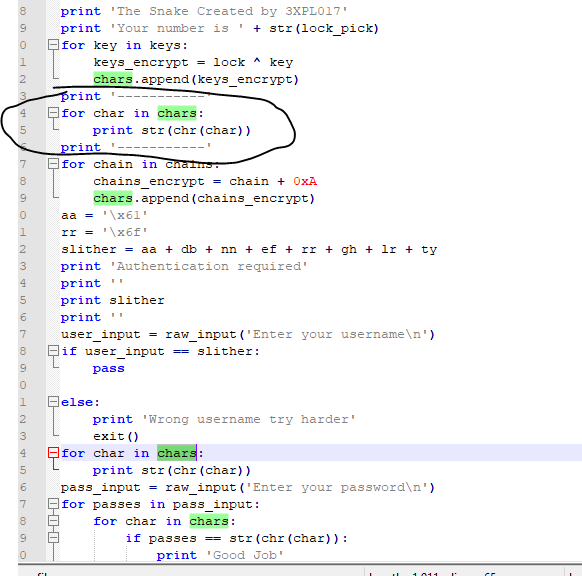 8 print 'The Snake Created by 3XPL017'
9 print 'Your number is ' + str(lock_pick)
0 for key in keys:
1 keys_encrypt = lock ^ key
2 chars.append(keys_encrypt)
3 print '-----------'
4 for char in chars:
5 print str(chr(char))
6 print '-----------'
7 for chain in chains:
8 chains_encrypt = chain + 0xA
9 chars.append(chains_encrypt)
0 aa = '\x61'
1 rr = '\x6f'
2 slither = aa + db + nn + ef + rr + gh + lr + ty
3 print 'Authentication required'
4 print ''
5 print slither
6 print ''
7 user_input = raw_input('Enter your username\n')
8 if user_input == slither:
9 pass
0
1 else:
2 print 'Wrong username try harder'
3 exit()
4 for char in chars:
5 print str(chr(char))
6 pass_input = raw_input('Enter your password\n')
7 for passes in pass_input:
8 for char in chars:
9 if passes == str(chr(char)):
0 print 'Good Job'